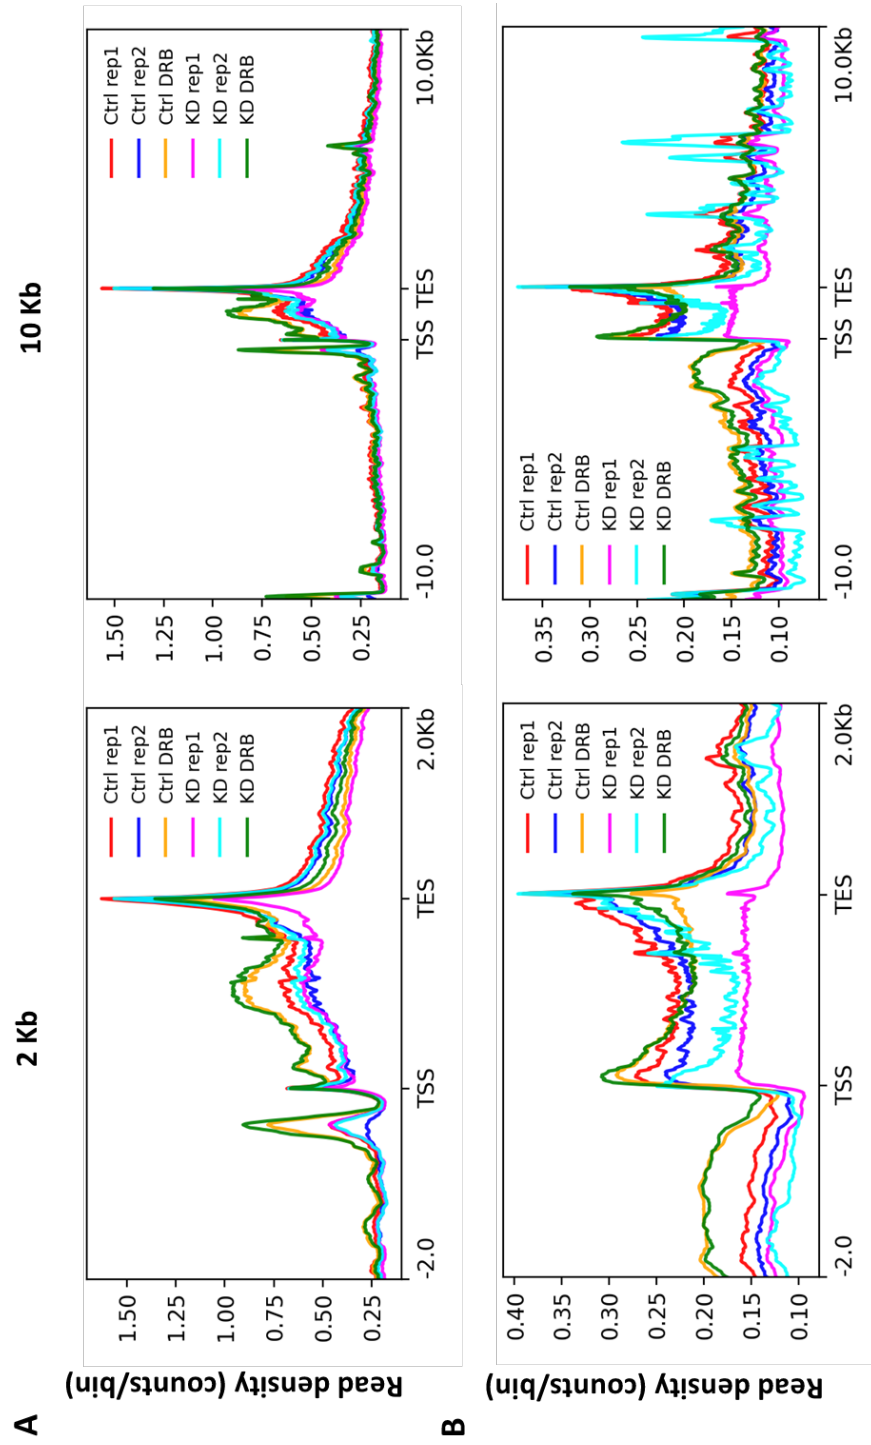 A
2 Kb
10 Kb
Read density (counts/bin)
1.50
1.25
1.00
0.75
0.50
0.25
-2.0
TSS
TES
2.0Kb
Ctrl rep1
Ctrl rep2
Ctrl DRB
KD rep1
KD rep2
KD DRB
1.50
1.25
1.00
0.75
0.50
0.25
-10.0
TSS
TES
10.0Kb
Ctrl rep1
Ctrl rep2
Ctrl DRB
KD rep1
KD rep2
KD DRB
B
Read density (counts/bin)
0.40
0.35
0.30
0.25
0.20
0.15
0.10
-2.0
TSS
TES
2.0Kb
Ctrl rep1
Ctrl rep2
Ctrl DRB
KD rep1
KD rep2
KD DRB
0.35
0.30
0.25
0.20
0.15
0.10
-10.0
TSS
TES
10.0Kb
Ctrl rep1
Ctrl rep2
Ctrl DRB
KD rep1
KD rep2
KD DRB